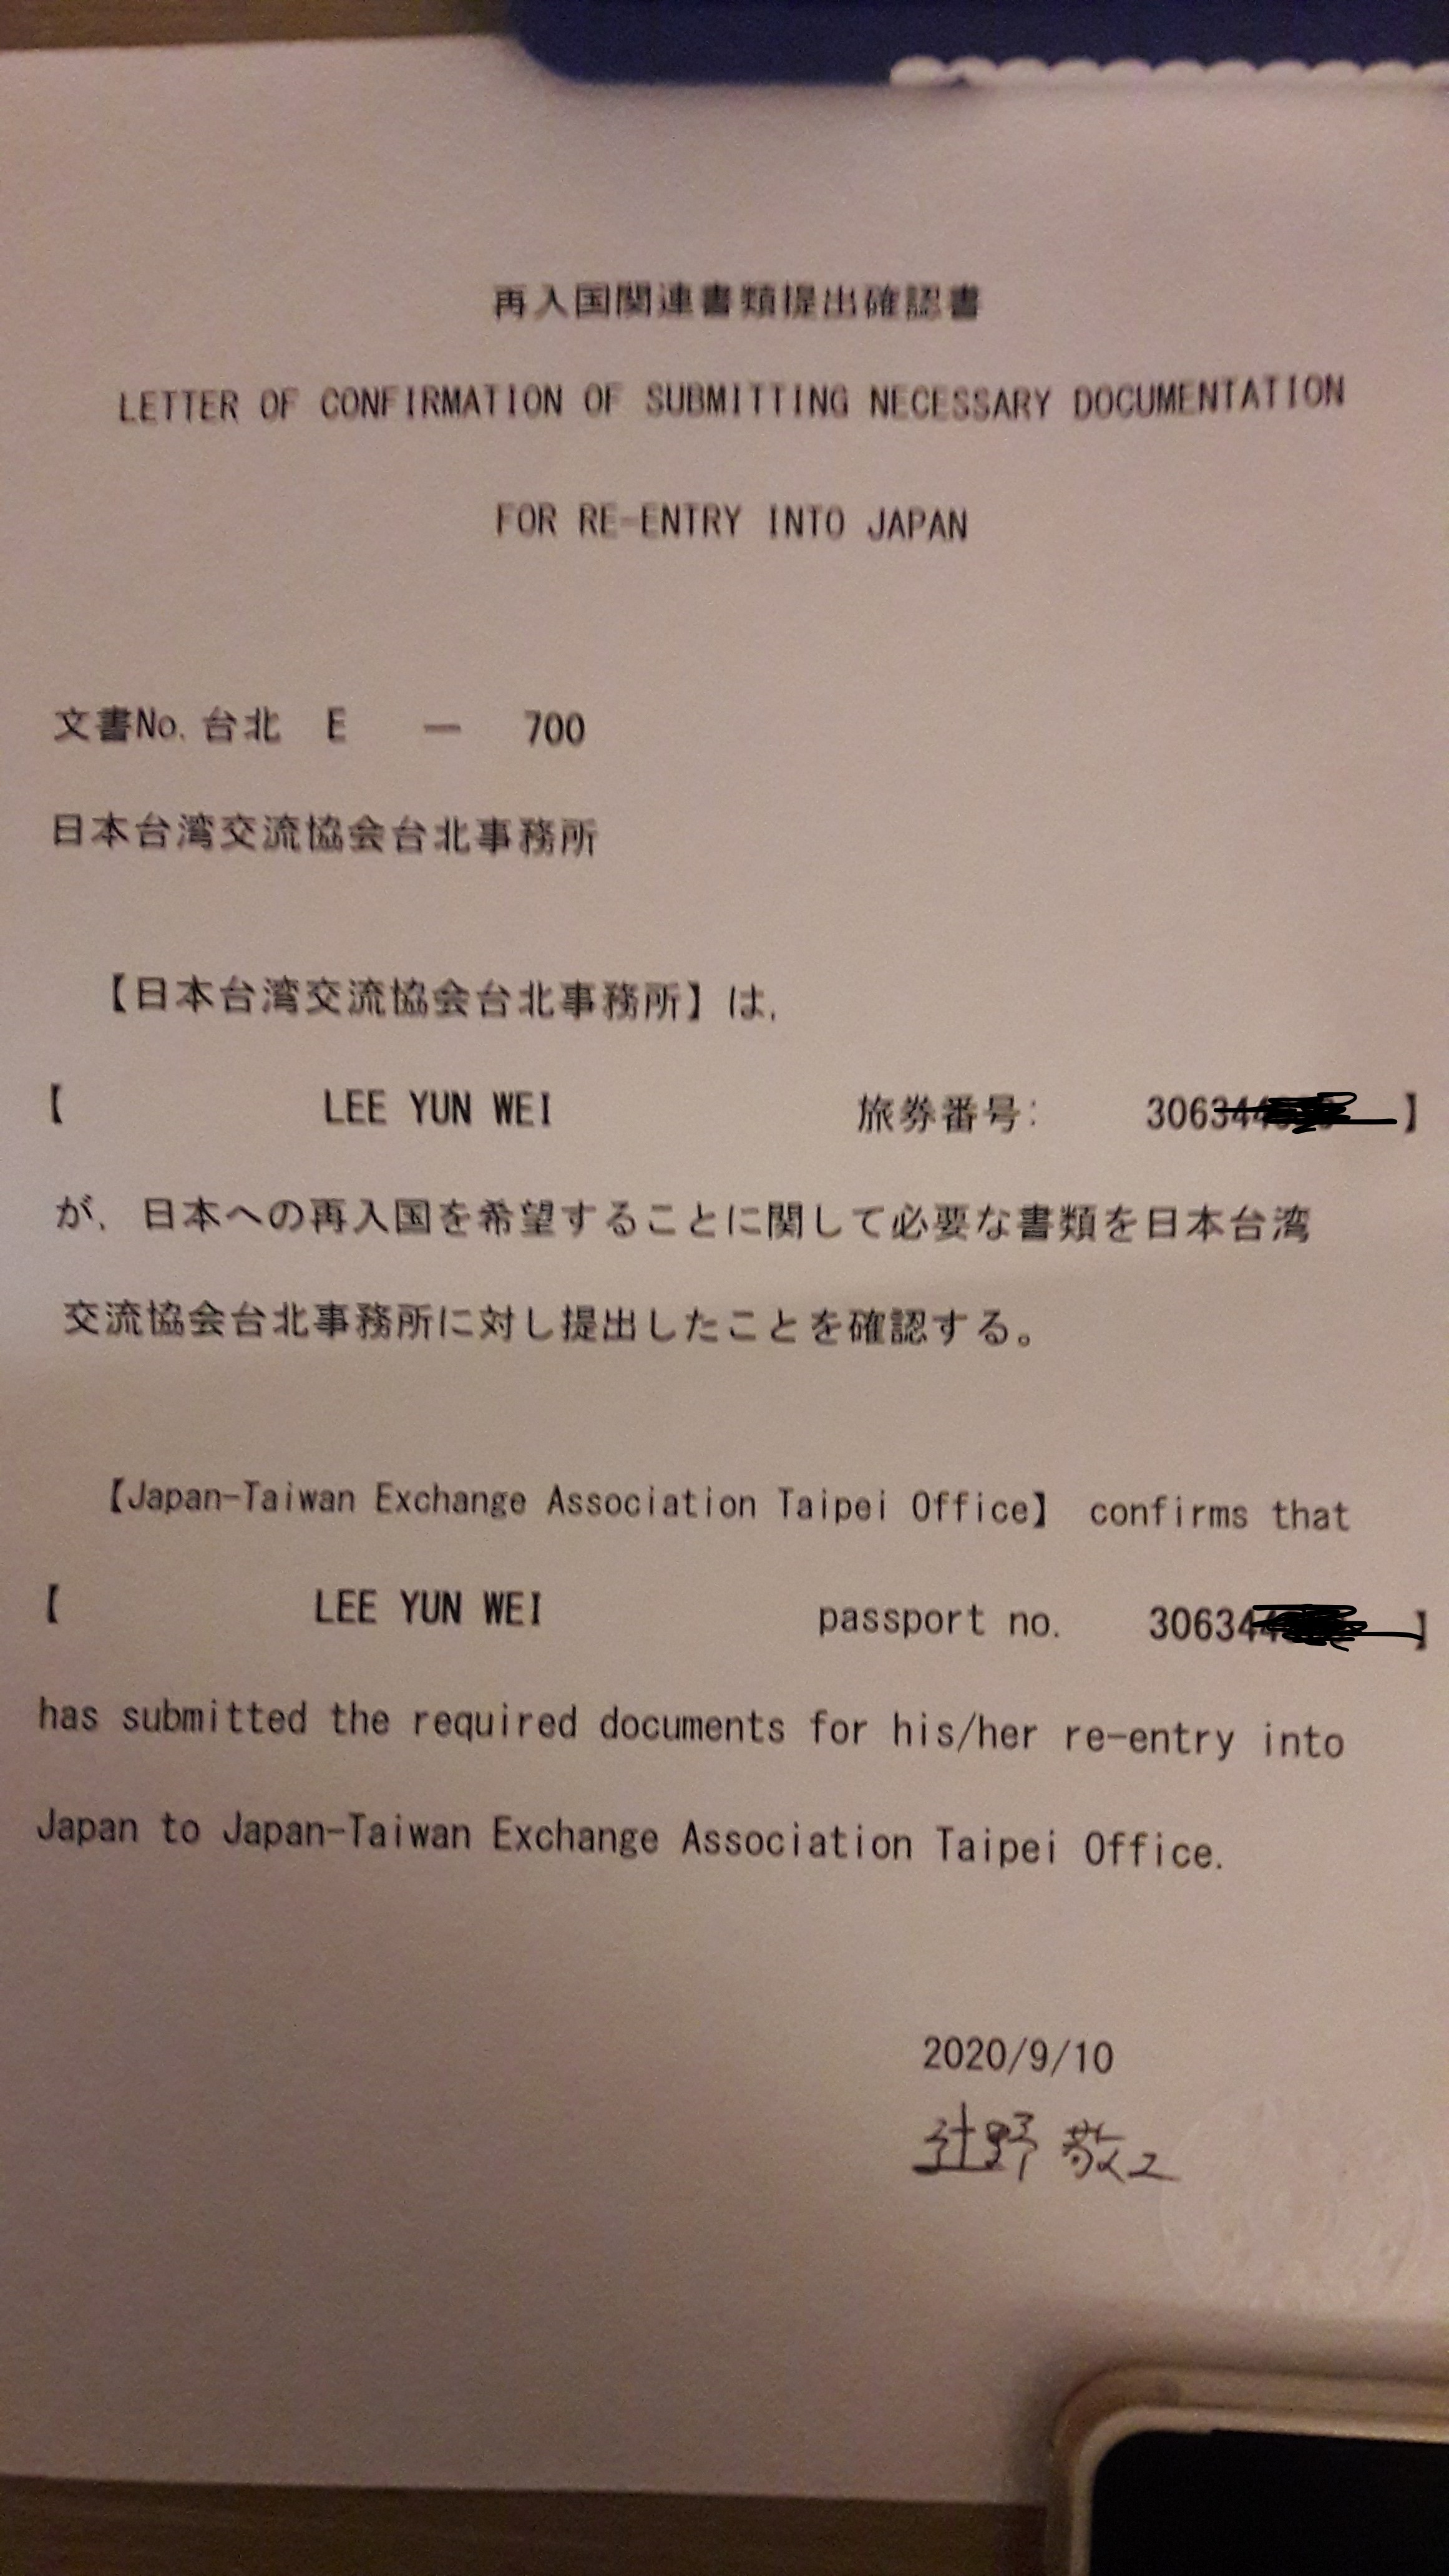 再入国関連書類提出確認書
LETTER OF CONFIRMATION OF SUBMITTING NECESSARY DOCUMENTATION
FOR RE-ENTRY INTO JAPAN
文書No. 台北 E － 700
日本台湾交流協会台北事務所
【日本台湾交流協会台北事務所】は,
【 LEE YUN WEI 旅券番号: 】
が, 日本への再入国を希望することに関して必要な書類を日本台湾
交流協会台北事務所に対し提出したことを確認する。
【Japan-Taiwan Exchange Association Taipei Office】 confirms that
【 LEE YUN WEI passport no. 】
has submitted the required documents for his/her re-entry into
Japan to Japan-Taiwan Exchange Association Taipei Office.
2020/9/10
辻野